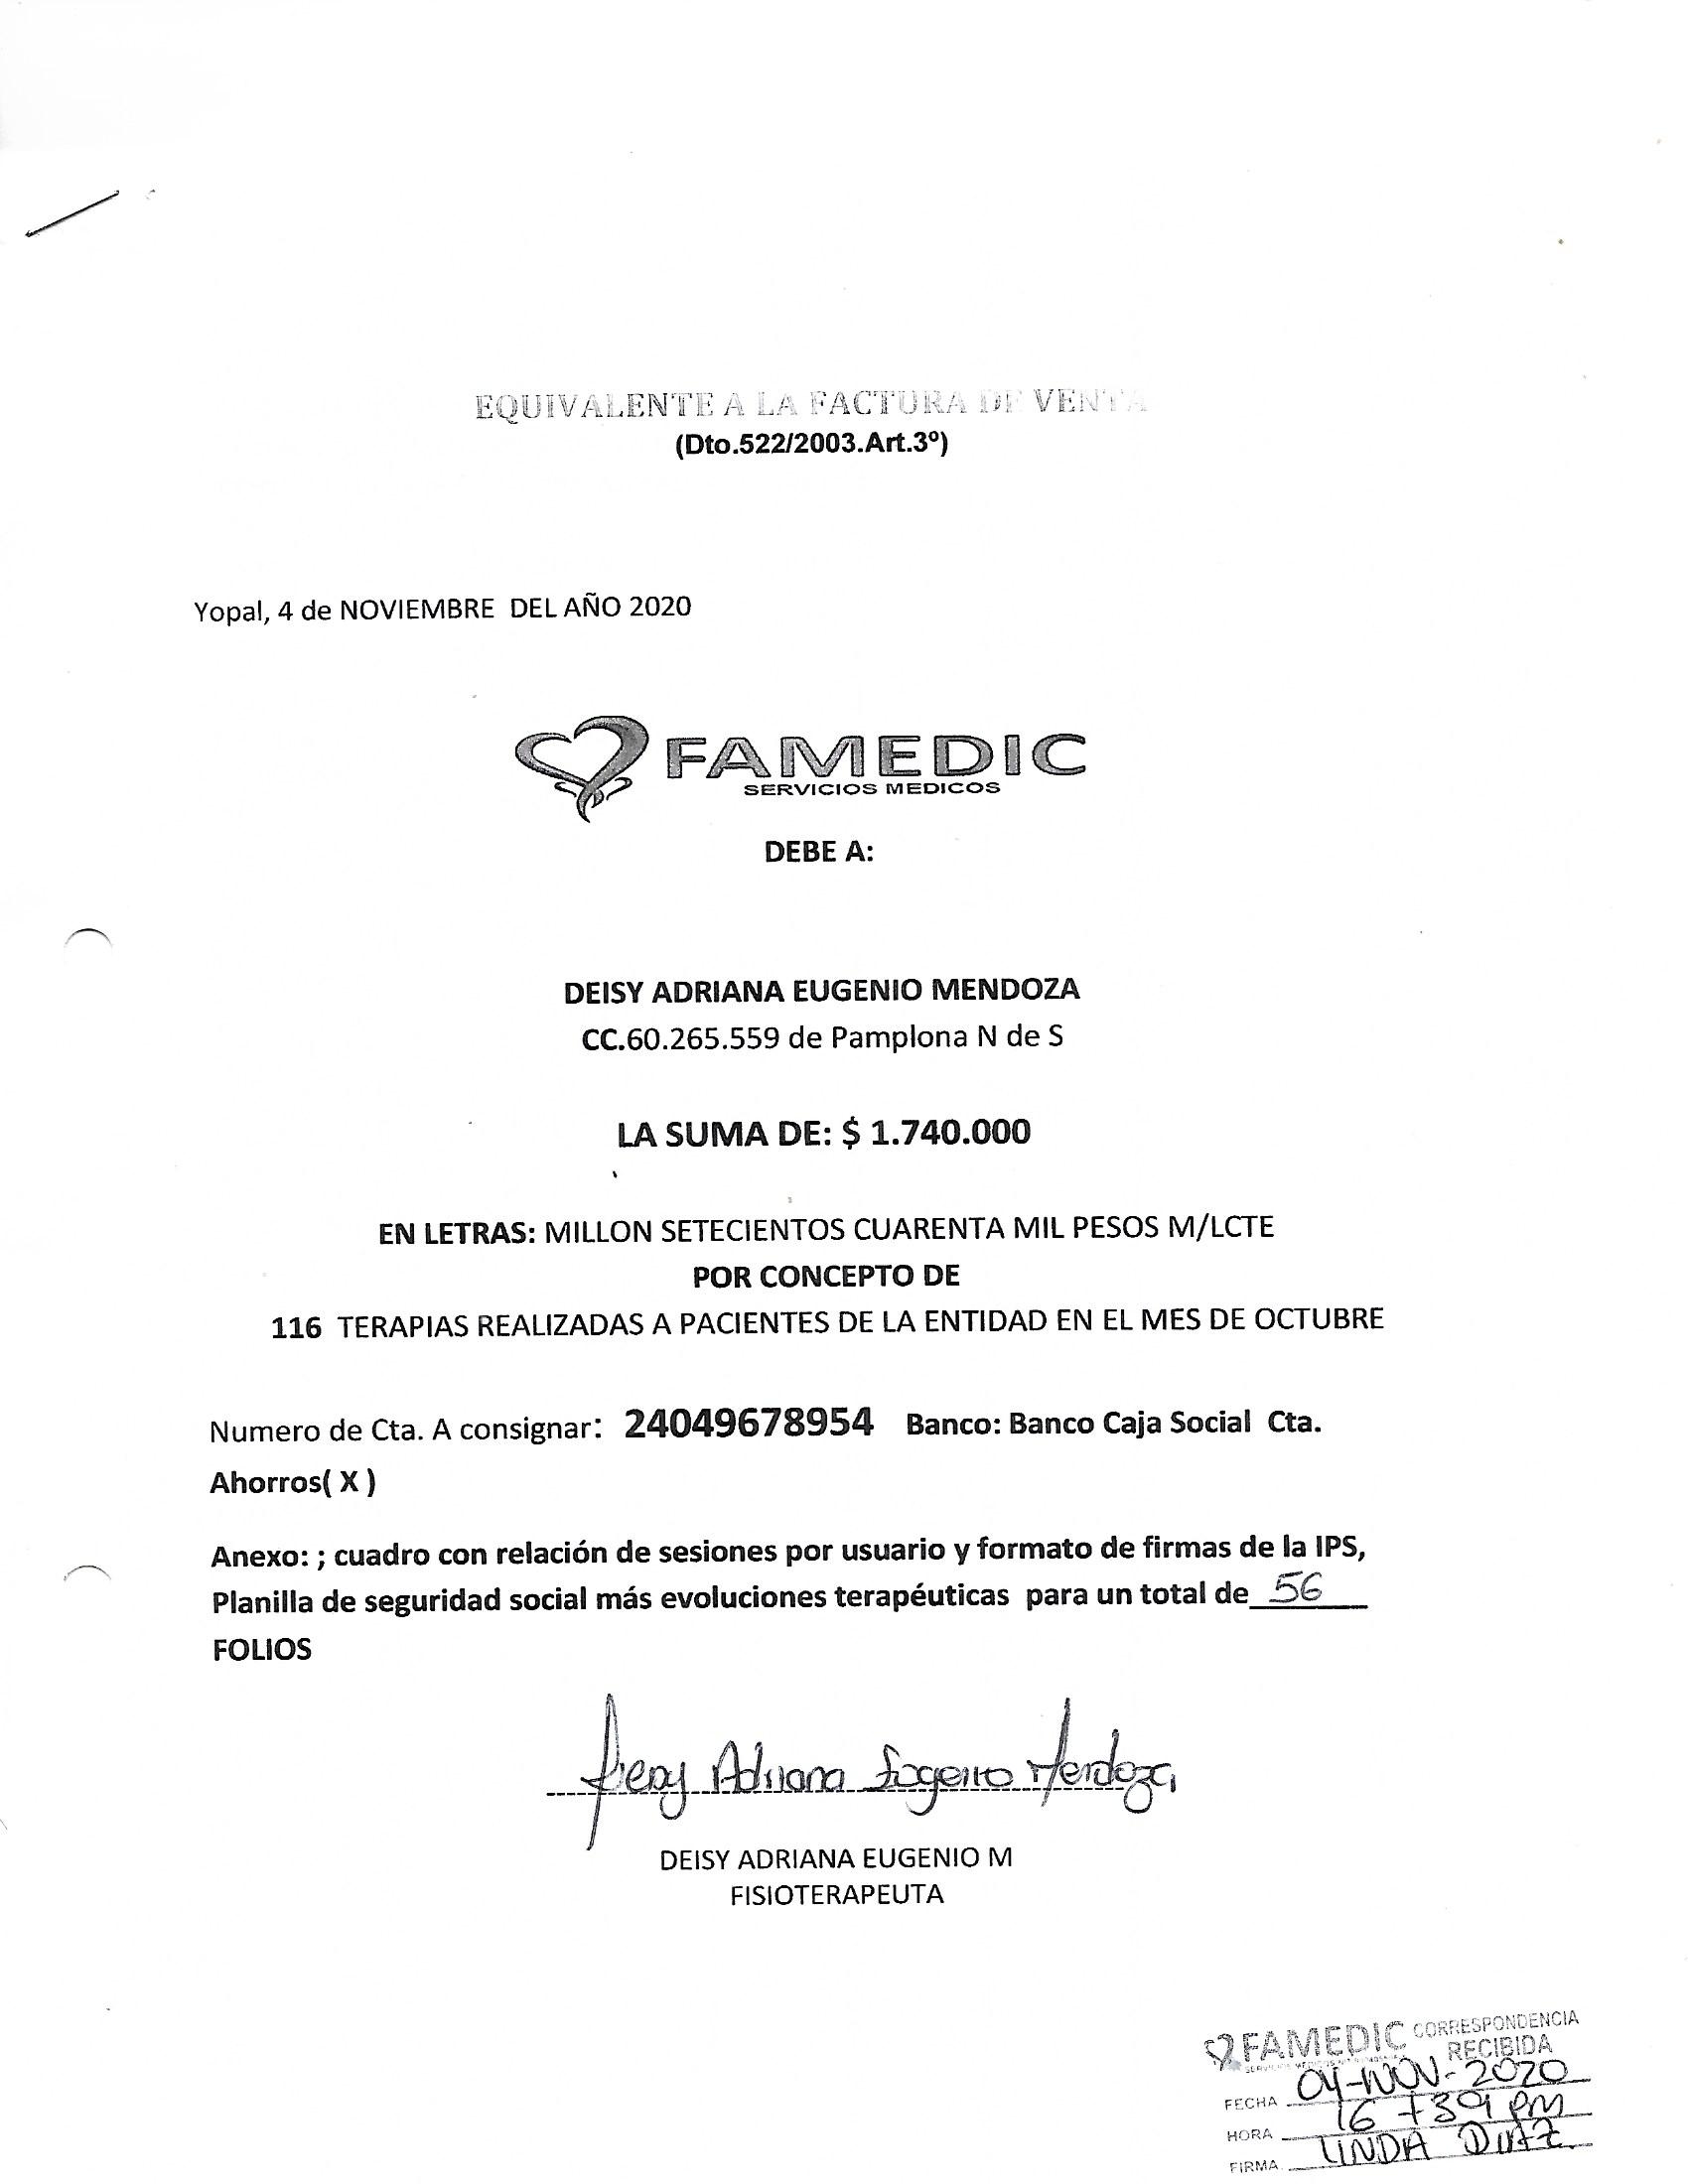 EQUIVALENTE A LA FACTURA DE VENTA
(Dto.522/2003.Art.3º)
Yopal, 4 de NOVIEMBRE DEL AÑO 2020
FAMEDIC
SERVICIOS MEDICOS
DEBE A:
DEISY ADRIANA EUGENIO MENDOZA
CC.60.265.559 de Pamplona N de S
LA SUMA DE: $ 1.740.000
EN LETRAS: MILLON SETECIENTOS CUARENTA MIL PESOS M/LCTE
POR CONCEPTO DE
116 TERAPIAS REALIZADAS A PACIENTES DE LA ENTIDAD EN EL MES DE OCTUBRE
Numero de Cta. A consignar: 24049678954 Banco: Banco Caja Social Cta.
Ahorros( X )
Anexo: ; cuadro con relación de sesiones por usuario y formato de firmas de la IPS,
Planilla de seguridad social más evoluciones terapéuticas para un total de 56
FOLIOS
Deisy Adriana Eugenio Mendoza
DEISY ADRIANA EUGENIO M
FISIOTERAPEUTA
FAMEDIC CORRESPONDENCIA
RECIBIDA
FECHA 04-NOV-2020
HORA 16 +39 PM
FIRMA LINDA DIAZ